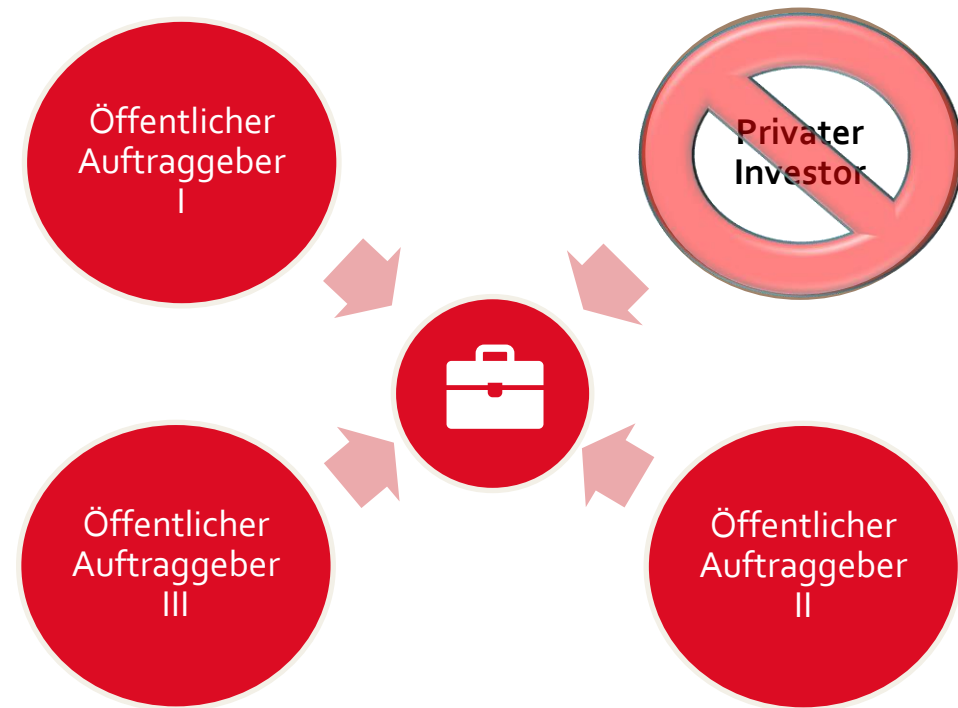 Öffentlicher
Auftraggeber
I
Privater
Investor
Öffentlicher
Auftraggeber
III
Öffentlicher
Auftraggeber
II